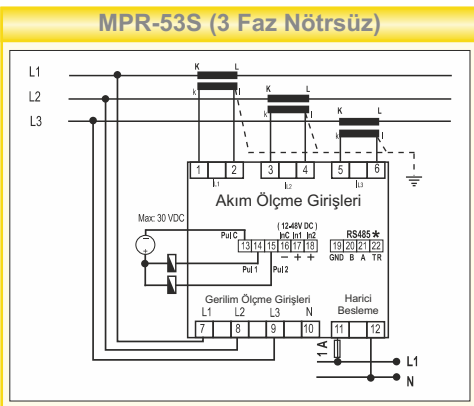 MPR-53S (3 Faz Nötrsüz)
L1
L2
L3
K L
k l
K L
k l
K L
k l
1 2 3 4 5 6
IL1 IL2 IL3
Akım Ölçme Girişleri
Max: 30 VDC
Pul C
( 12-48V DC )
InC In1 In2
RS485 *
13 14 15 16 17 18
19 20 21 22
- + +
GND B A TR
Pul 1 Pul 2
Gerilim Ölçme Girişleri
Harici
Besleme
L1 L2 L3 N
7 8 9 10 11 12
1 A
L1
N